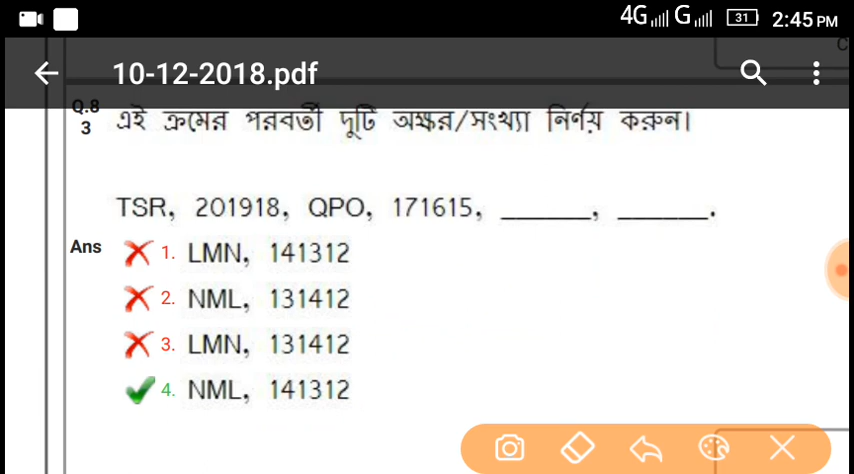 4G G 31 2:45 PM
10-12-2018.pdf
C
Q.8
3 এই ক্রমের পরবর্তী দুটি অক্ষর/সংখ্যা নির্ণয় করুন।
TSR, 201918, QPO, 171615, ______, ______.
Ans 1. LMN, 141312
2. NML, 131412
3. LMN, 131412
4. NML, 141312